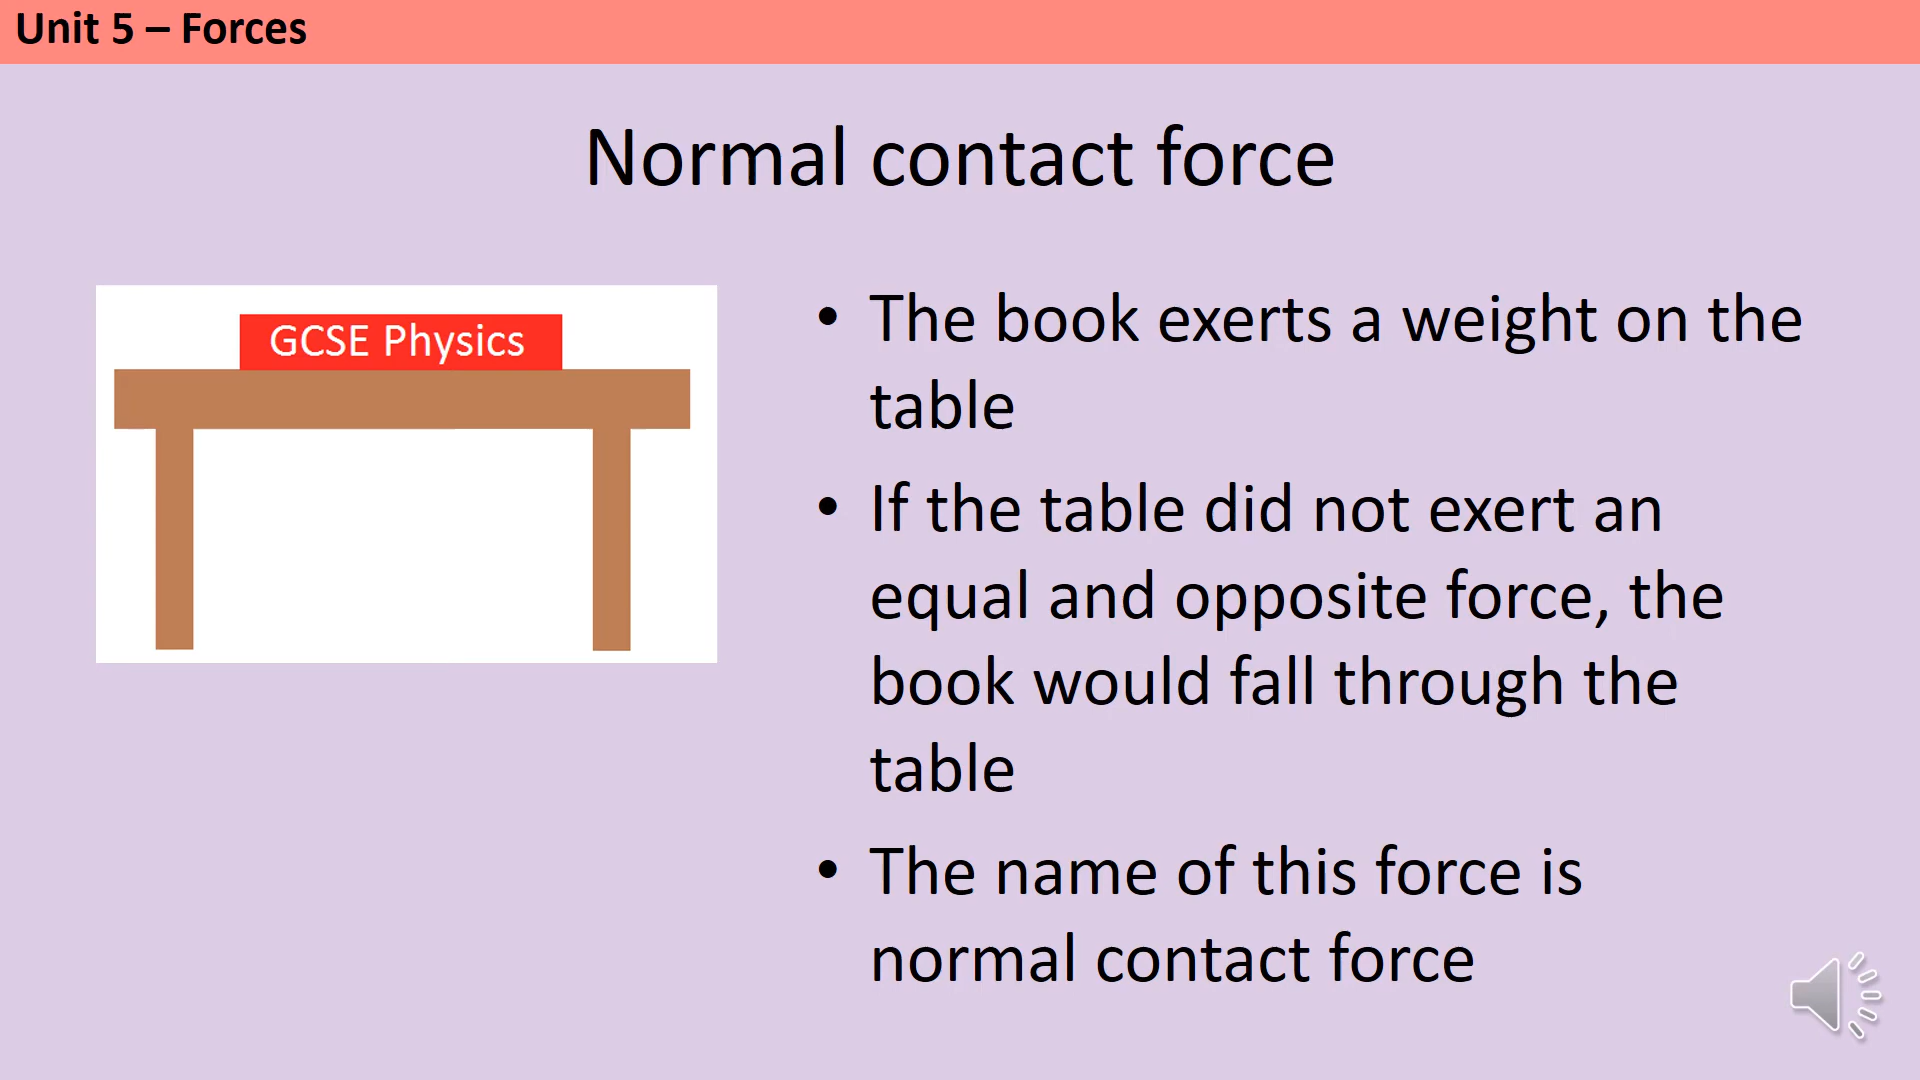 Unit 5 – Forces
Normal contact force
GCSE Physics
• The book exerts a weight on the
table
• If the table did not exert an
equal and opposite force, the
book would fall through the
table
• The name of this force is
normal contact force